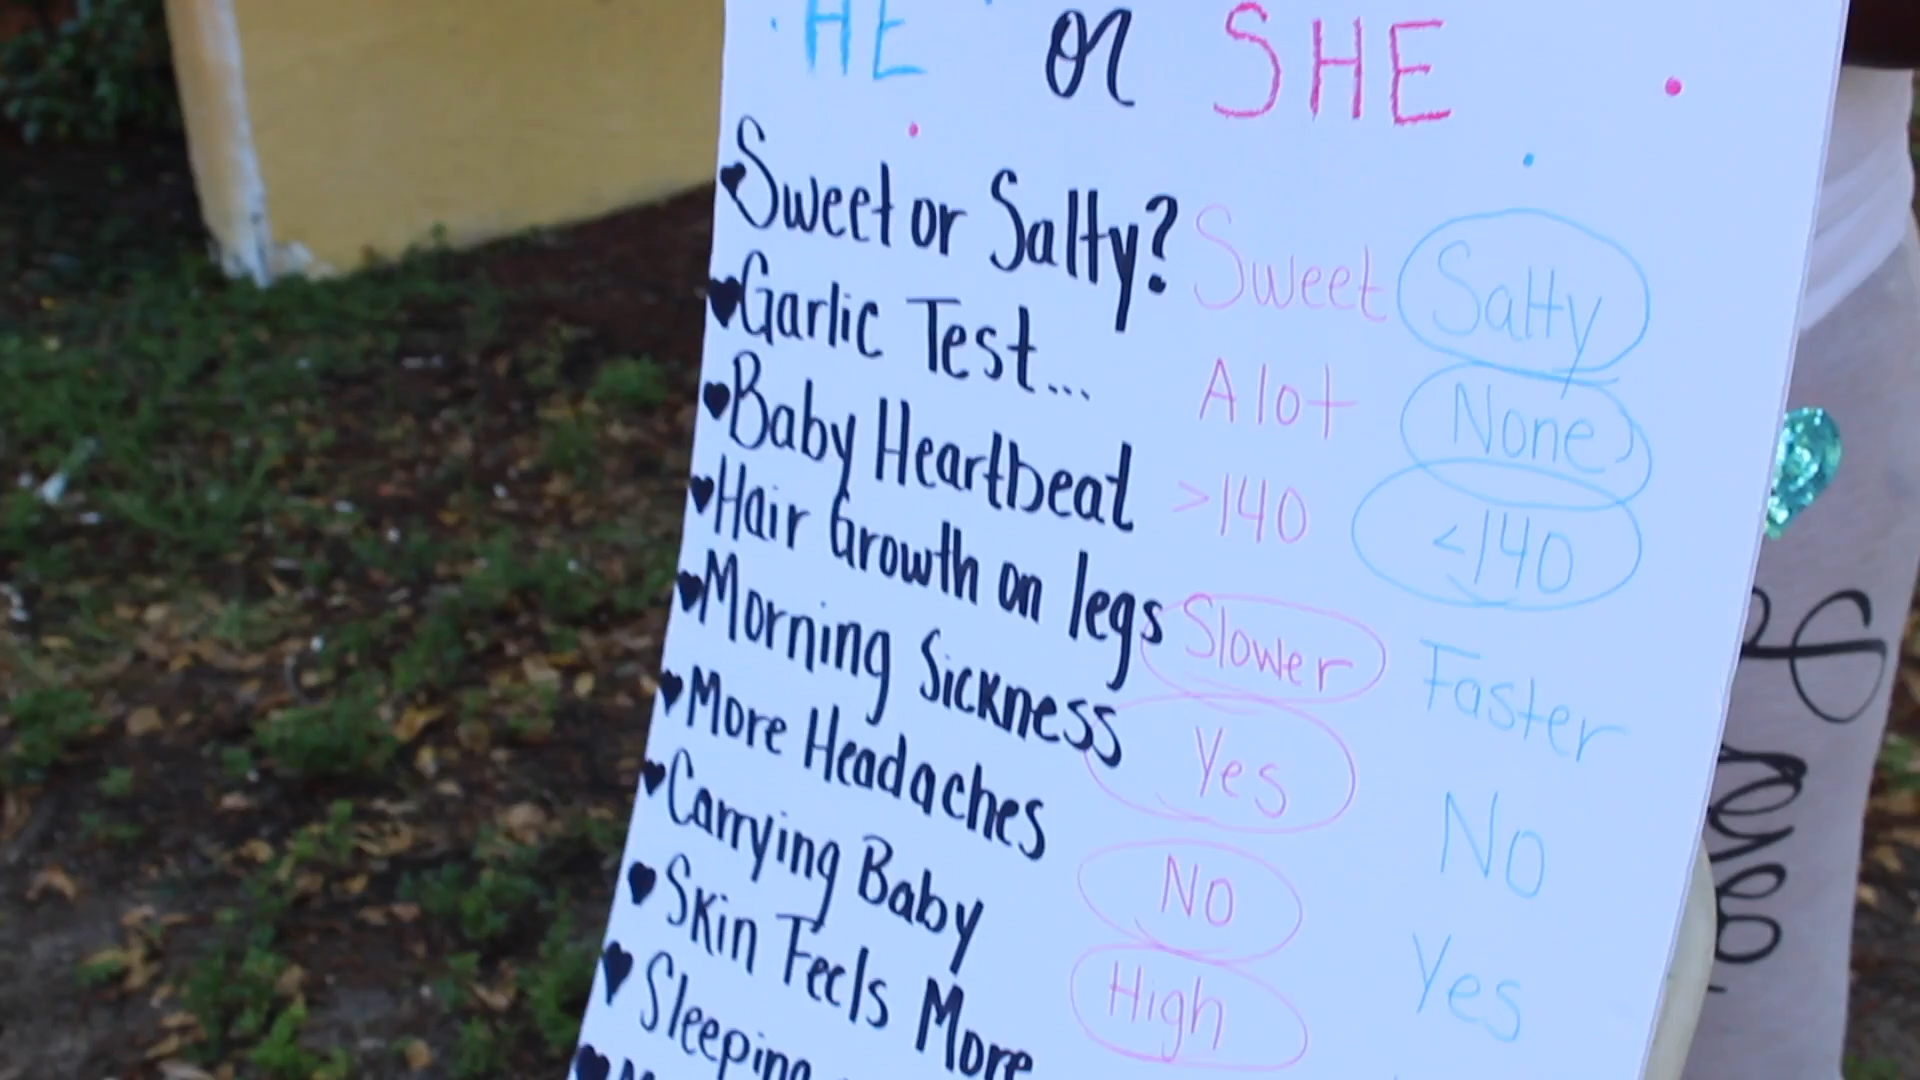 HE or SHE
Sweet or Salty? Sweet Salty
Garlic Test... A lot None
Baby Heartbeat >140 <140
Hair Growth on legs Slower Faster
Morning Sickness Yes No
More Headaches No Yes
Carrying Baby High
Skin Feels More
Sleeping